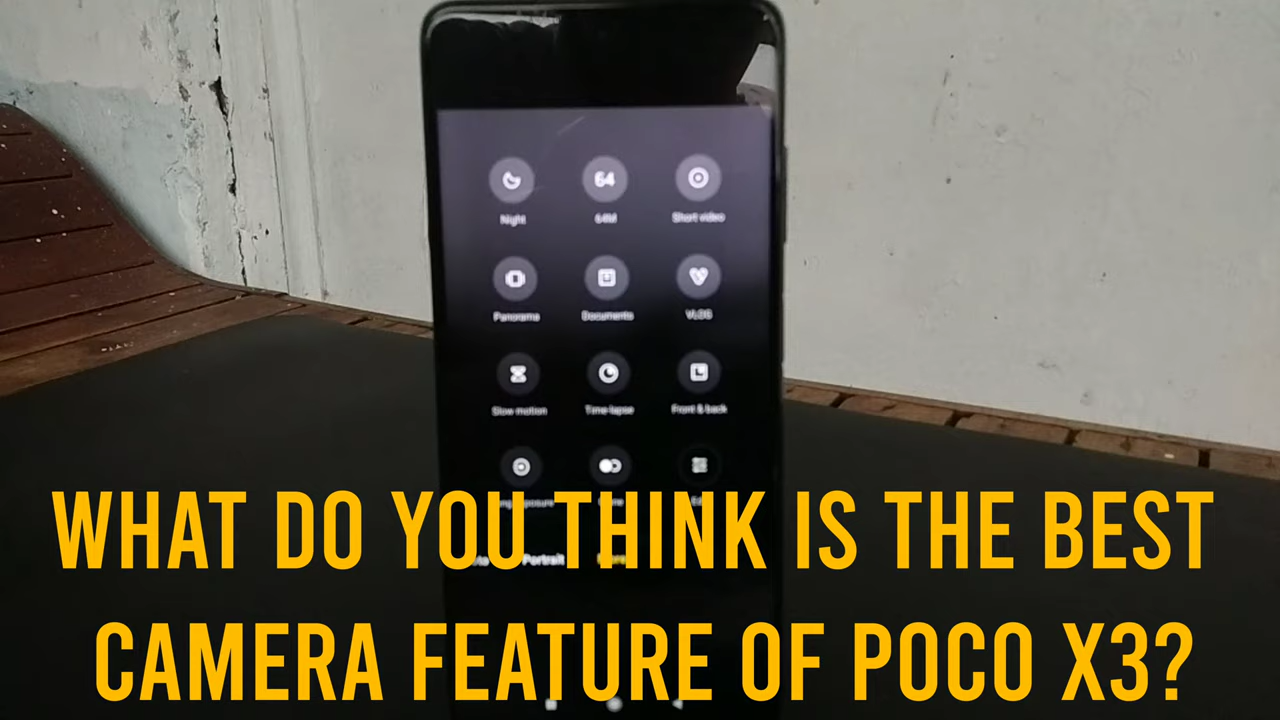 Night 64 64M Short video
Panorama Documents VLOG
Slow motion Time-lapse Front & back
WHAT DO YOU THINK IS THE BEST
Portrait
CAMERA FEATURE OF POCO X3?